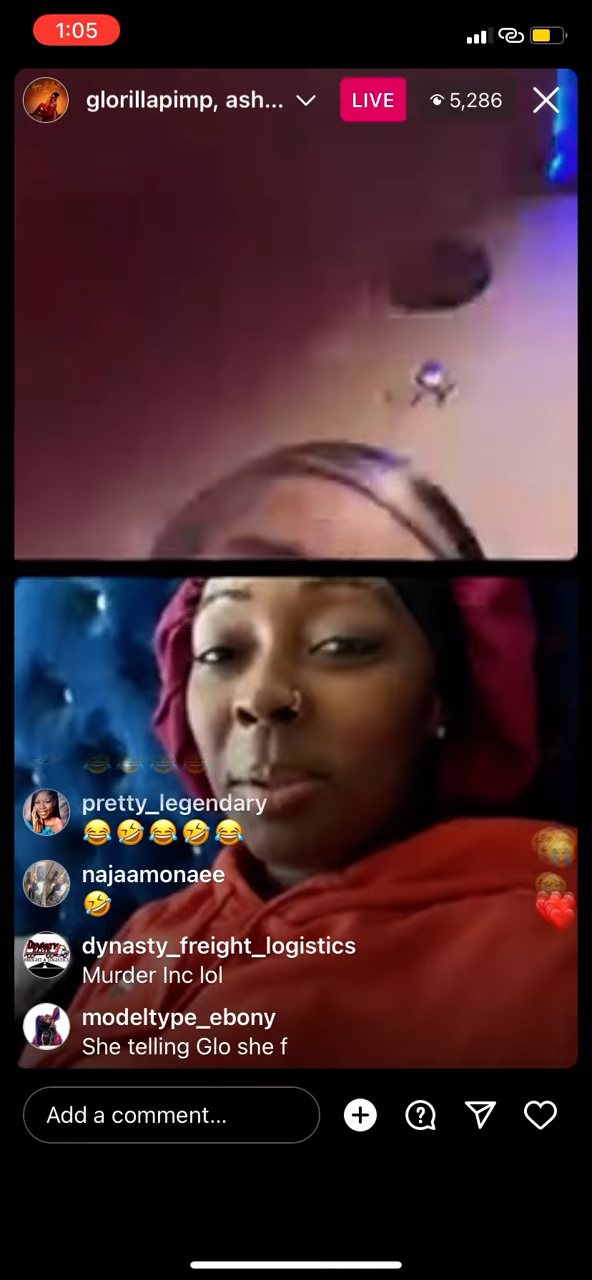 1:05
glorillapimp, ash...
LIVE
5,286
pretty_legendary
😂🤣😂🤣😂
najaamonaee
🤣
dynasty_freight_logistics
Murder Inc lol
modeltype_ebony
She telling Glo she f
Add a comment...